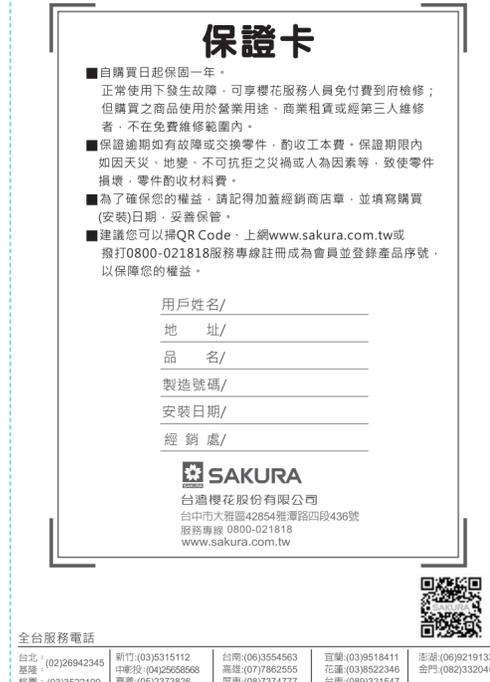 保證卡
■自購買日起保固一年。
正常使用下發生故障，可享櫻花服務人員免付費到府檢修；
但購買之商品使用於營業用途、商業租賃或經第三人維修
者，不在免費維修範圍內。
■保證逾期如有故障或交換零件，酌收工本費。保證期限內
如因天災、地變、不可抗拒之災禍或人為因素等，致使零件
損壞，零件酌收材料費。
■為了確保您的權益，請記得加蓋經銷商店章，並填寫購買
(安裝)日期，妥善保管。
■建議您可以掃QR Code、上網www.sakura.com.tw或
撥打0800-021818服務專線註冊成為會員並登錄產品序號，
以保障您的權益。
用戶姓名/
地　　址/
品　　名/
製造號碼/
安裝日期/
經 銷 處/
SAKURA
台灣櫻花股份有限公司
台中市大雅區42854雅潭路四段436號
服務專線 0800-021818
www.sakura.com.tw
SAKURA
全台服務電話
台北：
基隆：
(02)26942345
新竹:(03)5315112
中彰投:(04)25658568
台南:(06)3554563
高雄:(07)7862555
宜蘭:(03)9518411
花蓮:(03)8522346
澎湖:(06)921913
金門:(082)33204